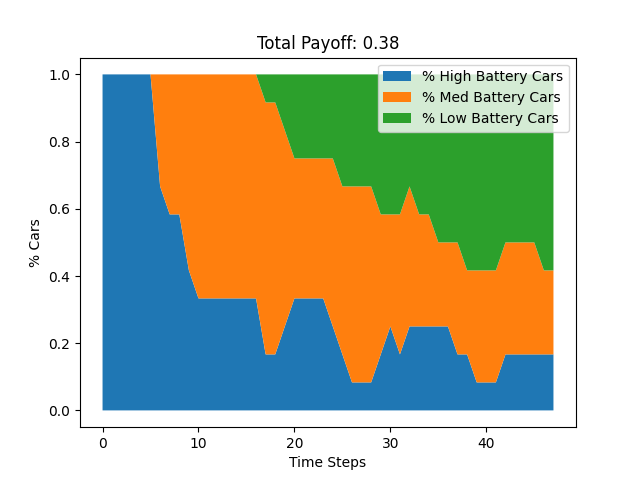 Total Payoff: 0.38
% High Battery Cars
% Med Battery Cars
% Low Battery Cars
1.0
0.8
0.6
0.4
0.2
0.0
% Cars
0 10 20 30 40
Time Steps